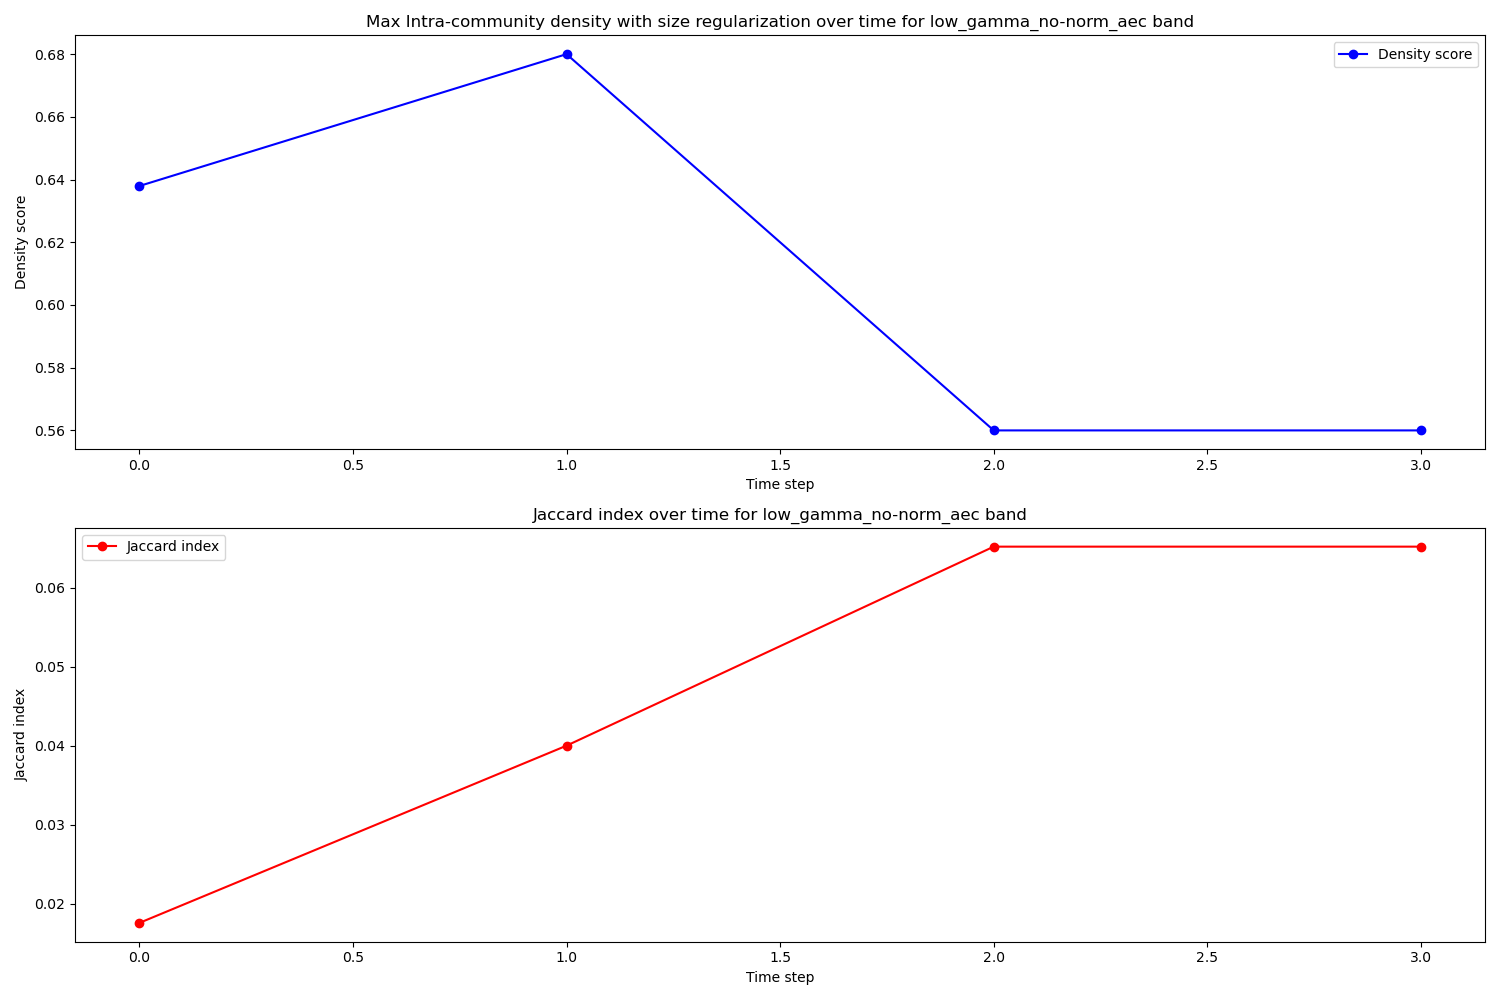 Max Intra-community density with size regularization over time for low_gamma_no-norm_aec band
Density score
0.68
0.66
0.64
0.62
0.60
0.58
0.56
Density score
0.0 0.5 1.0 1.5 2.0 2.5 3.0
Time step
Jaccard index over time for low_gamma_no-norm_aec band
Jaccard index
0.06
0.05
0.04
0.03
0.02
Jaccard index
0.0 0.5 1.0 1.5 2.0 2.5 3.0
Time step